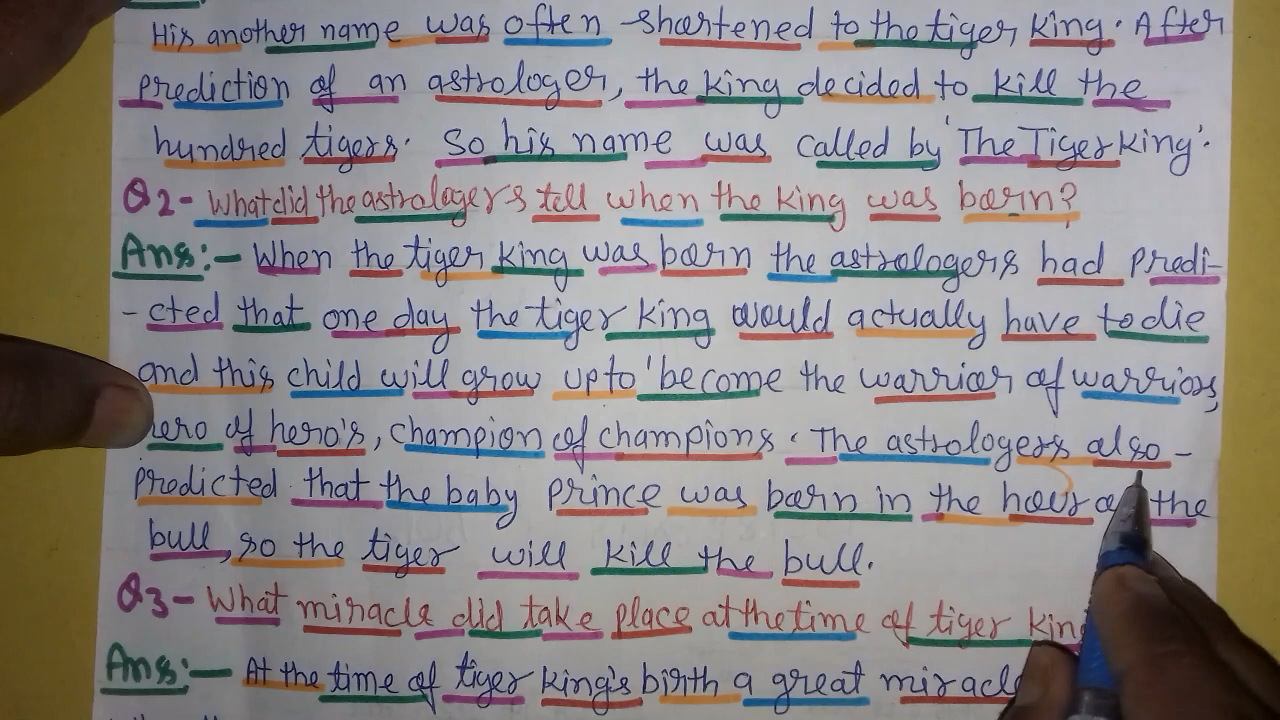 His another name was often shortened to the tiger king. After
prediction of an astrologer, the king decided to kill the
hundred tigers. So his name was called by 'The Tiger King'.
Q2- What did the astrologers tell when the king was born?
Ans:- When the tiger king was born the astrologers had predi-
-cted that one day the tiger king would actually have to die
and this child will grow up to 'become the warrior of warriors,
hero of hero's, champion of champions. The astrologers also -
predicted that the baby prince was born in the hour of the
bull, so the tiger will kill the bull.
Q3- What miracle did take place at the time of tiger king
Ans:- At the time of tiger king's birth a great miracle